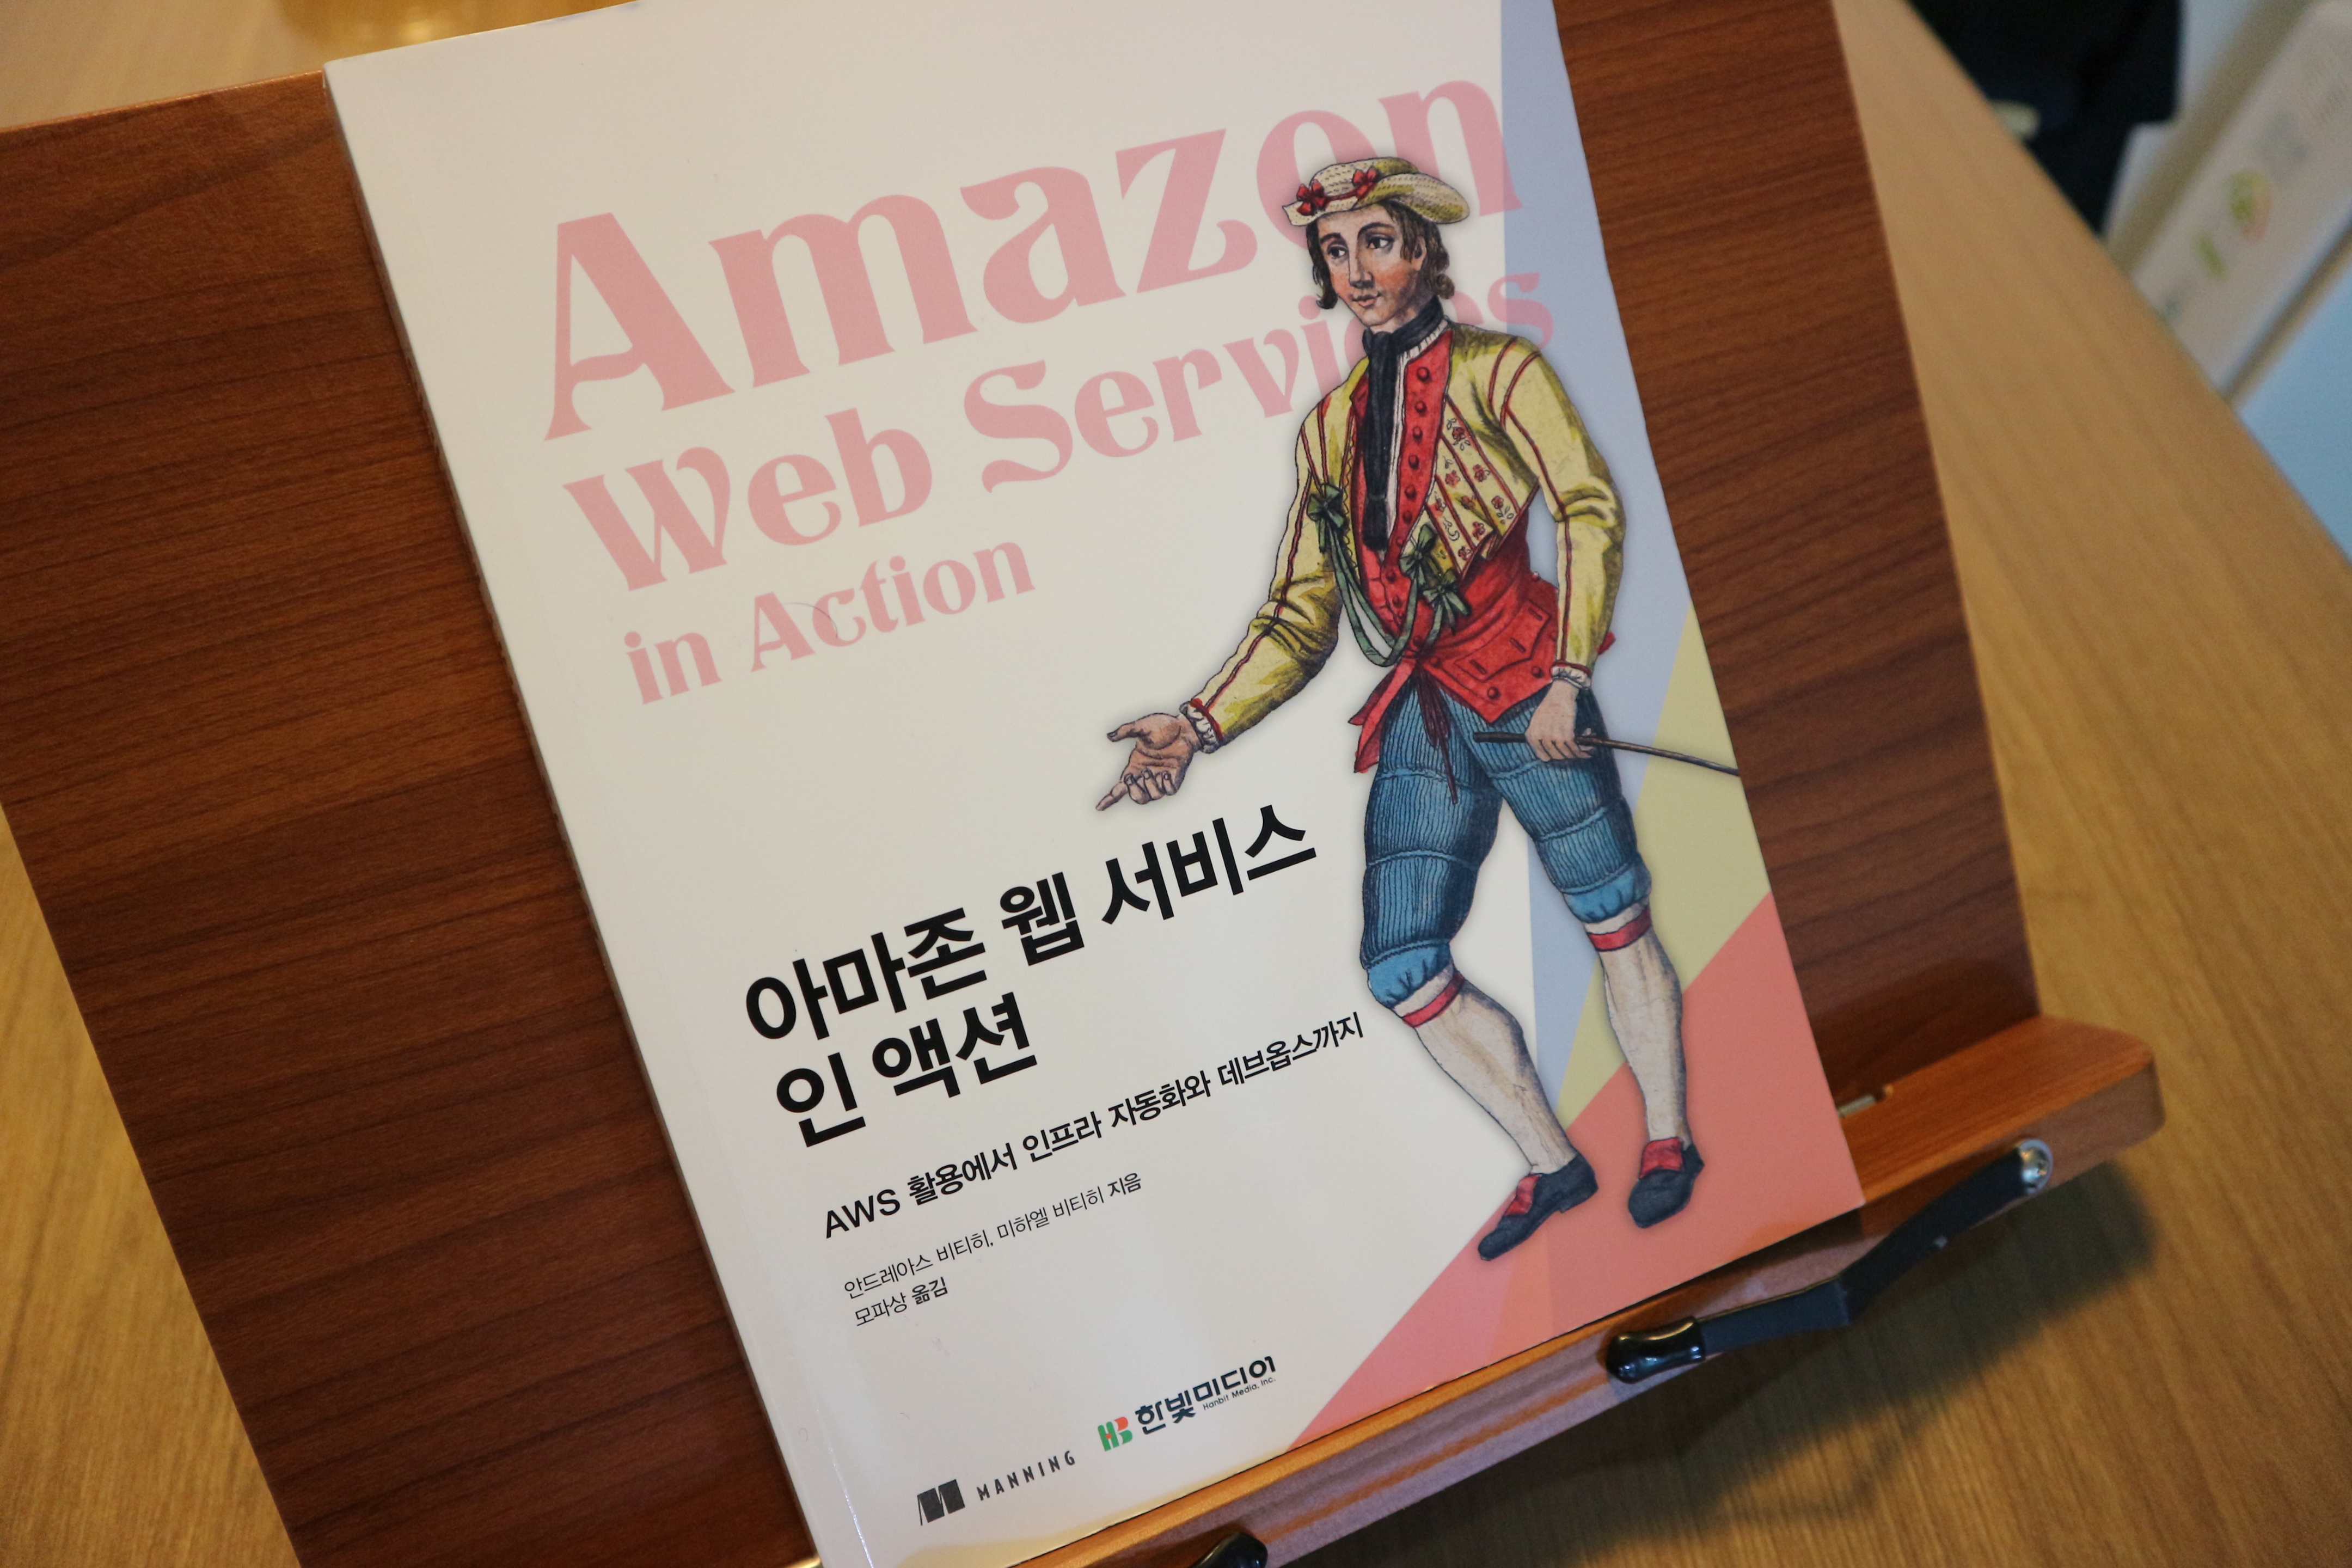 Amazon
Web Services
in Action
아마존 웹 서비스
인 액션
AWS 활용에서 인프라 자동화와 데브옵스까지
안드레아스 비티히, 미하엘 비티히 지음
모파상 옮김
MANNING
한빛미디어
Hanbit Media, Inc.